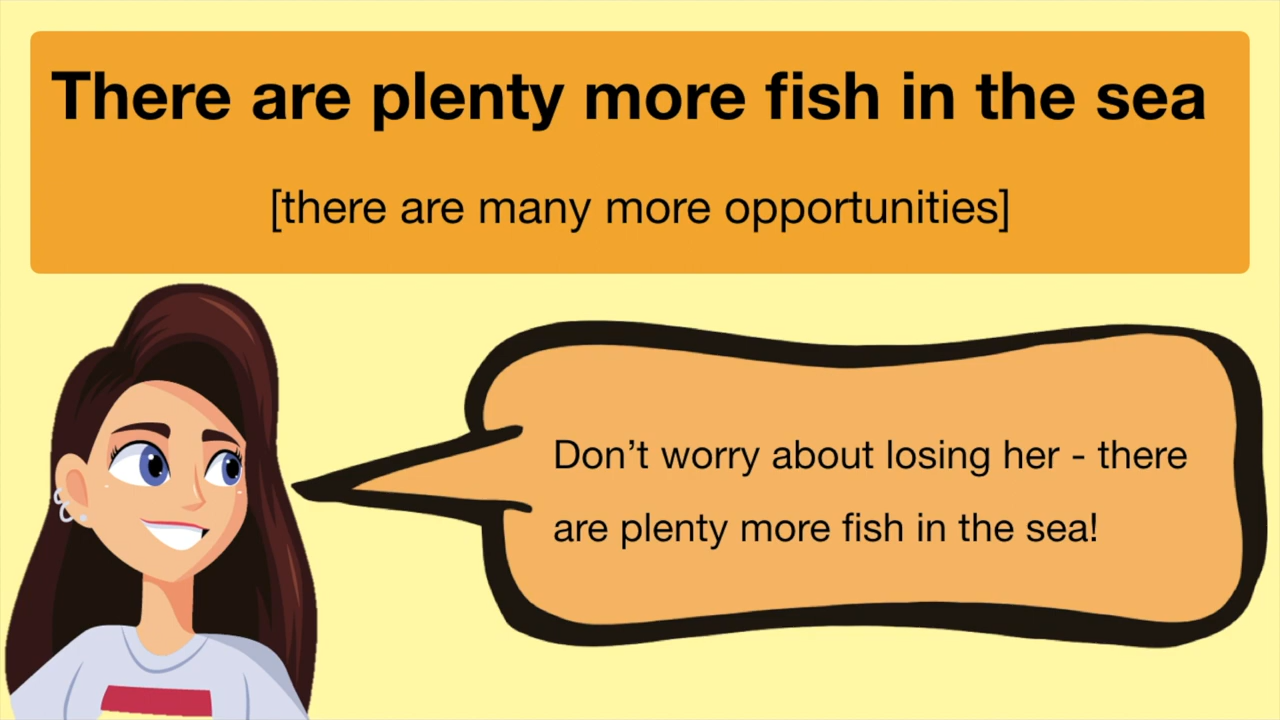 There are plenty more fish in the sea
[there are many more opportunities]
Don’t worry about losing her - there
are plenty more fish in the sea!